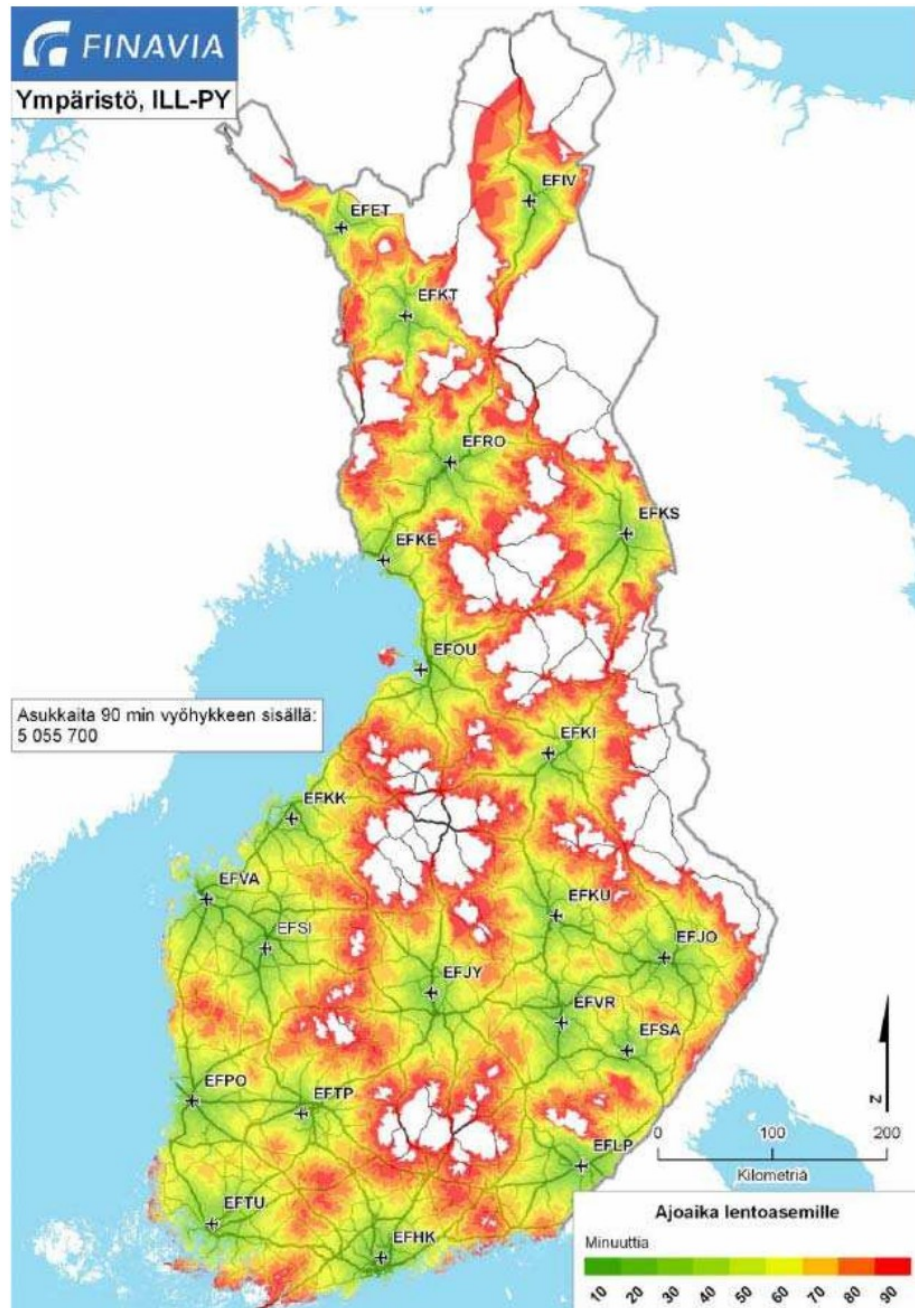 FINAVIA
Ympäristö, ILL-PY
EFIV
EFET
EFKT
EFRO
EFKS
EFKE
EFOU
Asukkaita 90 min vyöhykkeen sisällä:
5 055 700
EFKI
EFKK
EFVA
EFKU
EFSI
EFJO
EFJY
EFVR
EFSA
EFPO
EFTP
EFLP
EFTU
EFHK
N
0 100 200
Kilometriä
Ajoaika lentoasemille
Minuuttia
10 20 30 40 50 60 70 80 90